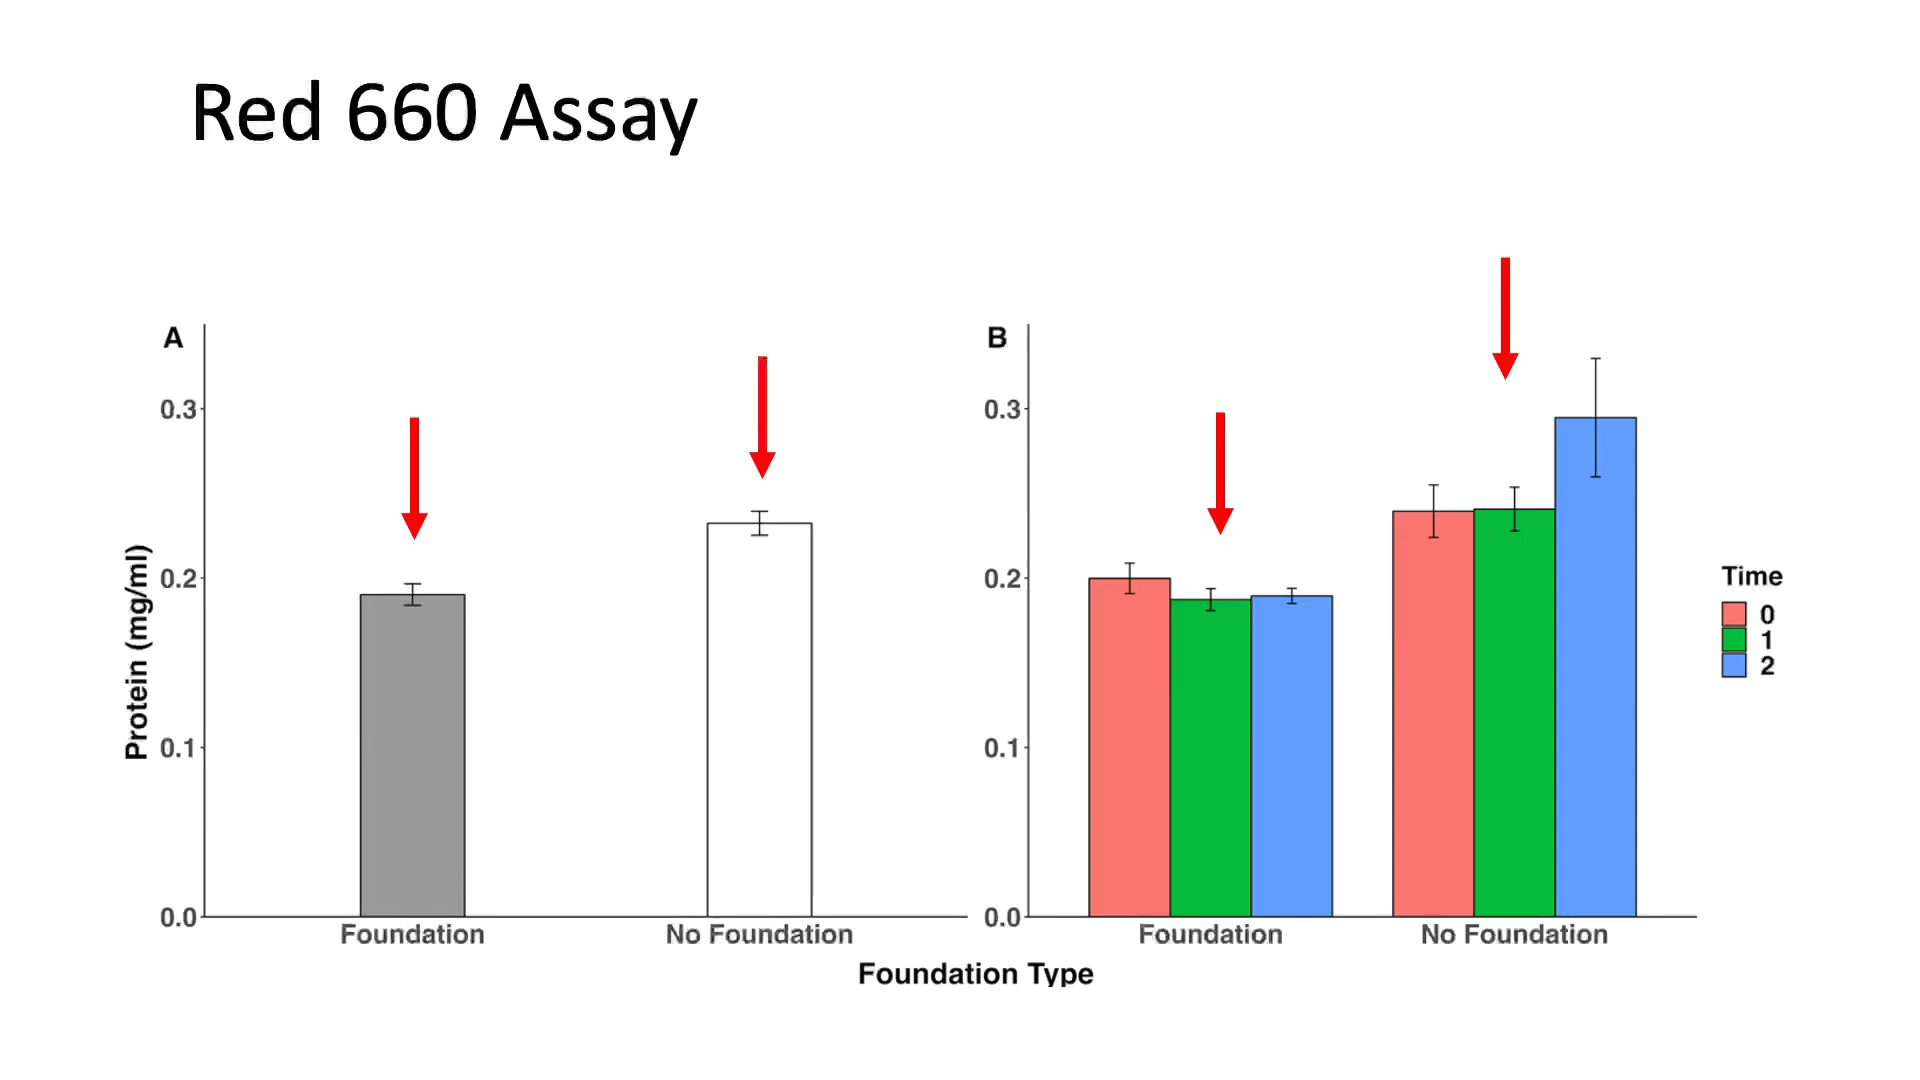 Red 660 Assay
A
B
0.3
0.2
0.1
0.0
Protein (mg/ml)
Foundation
No Foundation
0.3
0.2
0.1
0.0
Foundation
No Foundation
Foundation Type
Time
0
1
2